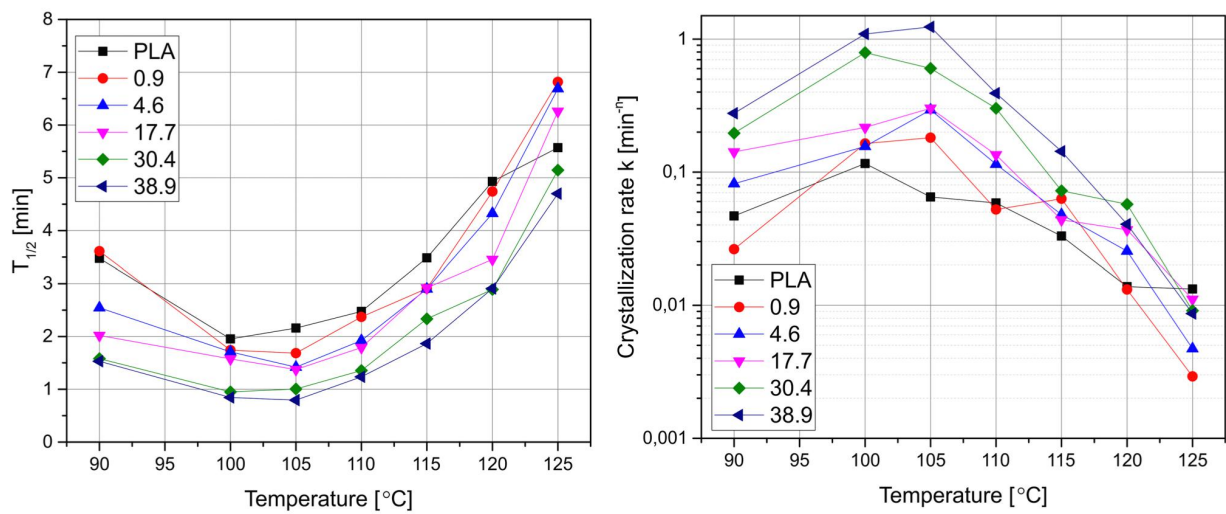 8
7
6
5
4
3
2
1
0
T1/2 [min]
PLA
0.9
4.6
17.7
30.4
38.9
90 95 100 105 110 115 120 125
Temperature [°C]
1
0,1
0,01
0,001
Crystallization rate k [min-n]
PLA
0.9
4.6
17.7
30.4
38.9
90 95 100 105 110 115 120 125
Temperature [°C]